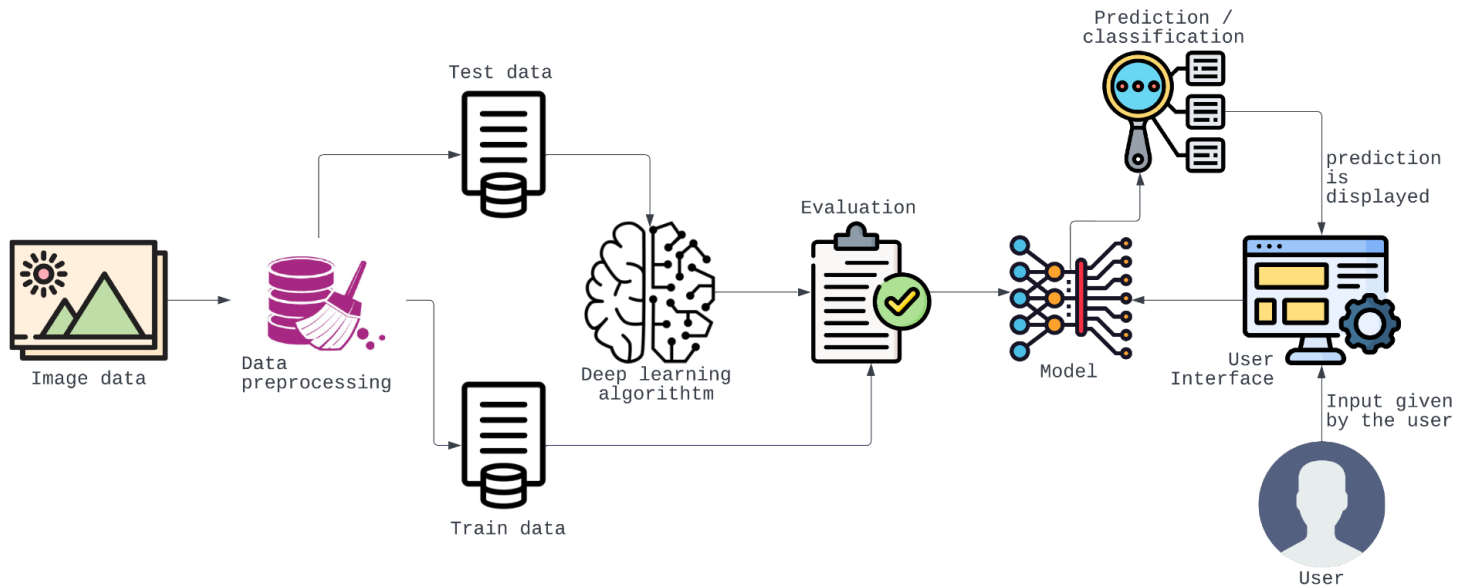 Prediction /
classification
Test data
prediction
is
displayed
Evaluation
Image data
Data
preprocessing
Deep learning
algorithtm
Model
User
Interface
Input given
by the user
Train data
User